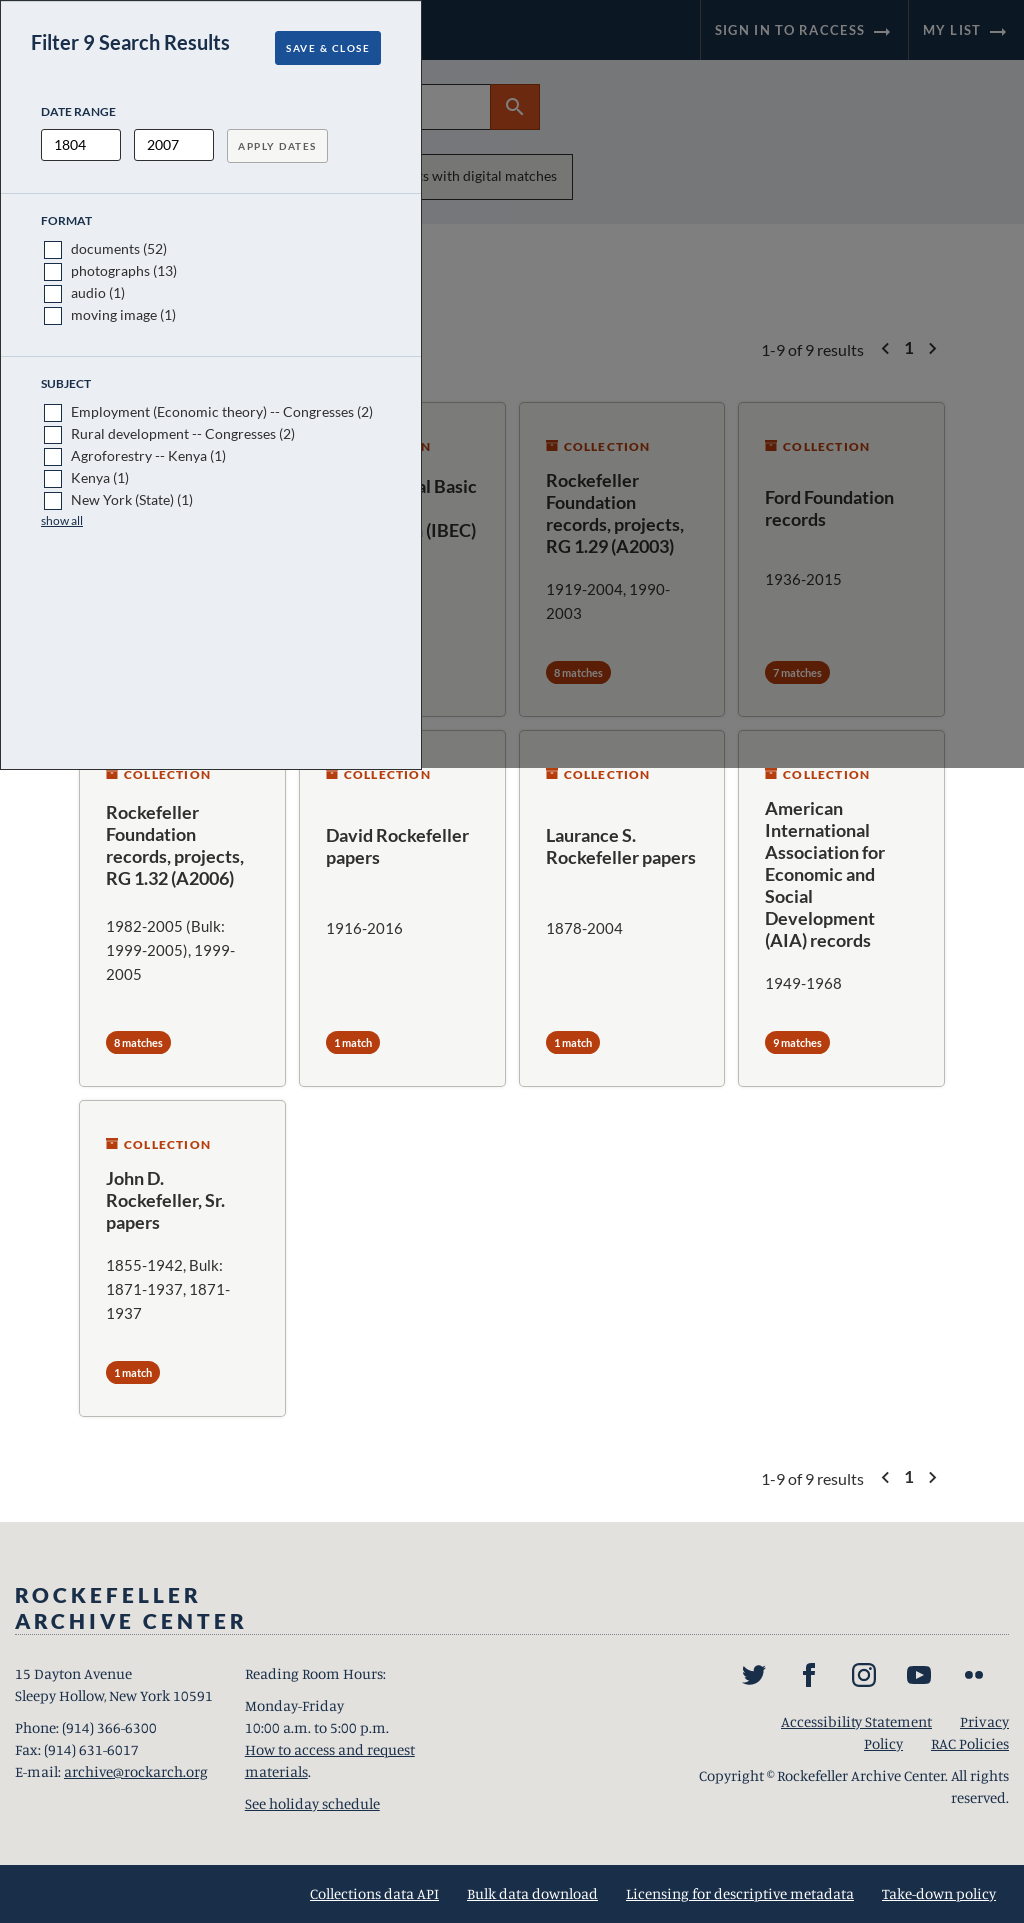 Filter 9 Search Results
SAVE & CLOSE
SIGN IN TO RACCESS
MY LIST
DATE RANGE
1804
2007
APPLY DATES
with digital matches
FORMAT
documents (52)
photographs (13)
audio (1)
moving image (1)
SUBJECT
Employment (Economic theory) -- Congresses (2)
Rural development -- Congresses (2)
Agroforestry -- Kenya (1)
Kenya (1)
New York (State) (1)
show all
1-9 of 9 results
1
Basic
(IBEC)
COLLECTION
Rockefeller
Foundation
records, projects,
RG 1.29 (A2003)
1919-2004, 1990-
2003
8 matches
COLLECTION
Ford Foundation
records
1936-2015
7 matches
COLLECTION
Rockefeller
Foundation
records, projects,
RG 1.32 (A2006)
1982-2005 (Bulk:
1999-2005), 1999-
2005
8 matches
COLLECTION
David Rockefeller
papers
1916-2016
1 match
COLLECTION
Laurance S.
Rockefeller papers
1878-2004
1 match
COLLECTION
American
International
Association for
Economic and
Social
Development
(AIA) records
1949-1968
9 matches
COLLECTION
John D.
Rockefeller, Sr.
papers
1855-1942, Bulk:
1871-1937, 1871-
1937
1 match
1-9 of 9 results
1
ROCKEFELLER
ARCHIVE CENTER
15 Dayton Avenue
Sleepy Hollow, New York 10591
Phone: (914) 366-6300
Fax: (914) 631-6017
E-mail: archive@rockarch.org
Reading Room Hours:
Monday-Friday
10:00 a.m. to 5:00 p.m.
How to access and request
materials.
See holiday schedule
Accessibility Statement
Privacy
Policy
RAC Policies
Copyright © Rockefeller Archive Center. All rights
reserved.
Collections data API
Bulk data download
Licensing for descriptive metadata
Take-down policy